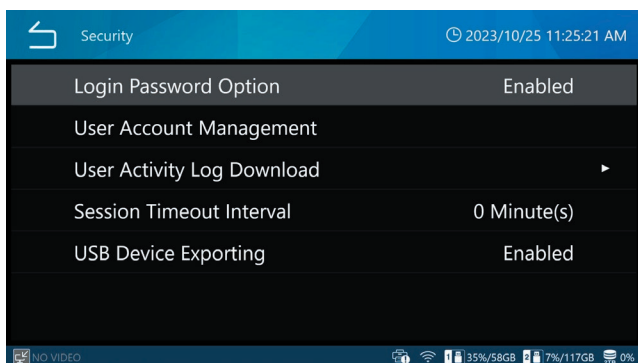 Security 2023/10/25 11:25:21 AM
Login Password Option Enabled
User Account Management
User Activity Log Download
Session Timeout Interval 0 Minute(s)
USB Device Exporting Enabled
NO VIDEO 1 35%/58GB 2 7%/117GB 0%